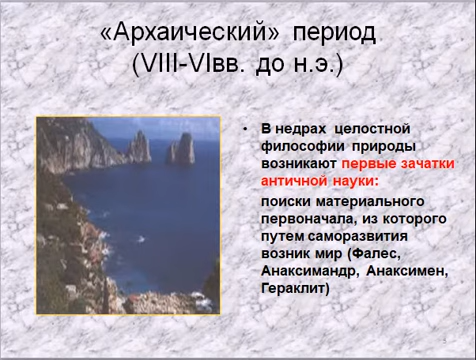 «Архаический» период
(VIII-VIвв. до н.э.)
• В недрах целостной
философии природы
возникают первые зачатки
античной науки:
поиски материального
первоначала, из которого
путем саморазвития
возник мир (Фалес,
Анаксимандр, Анаксимен,
Гераклит)